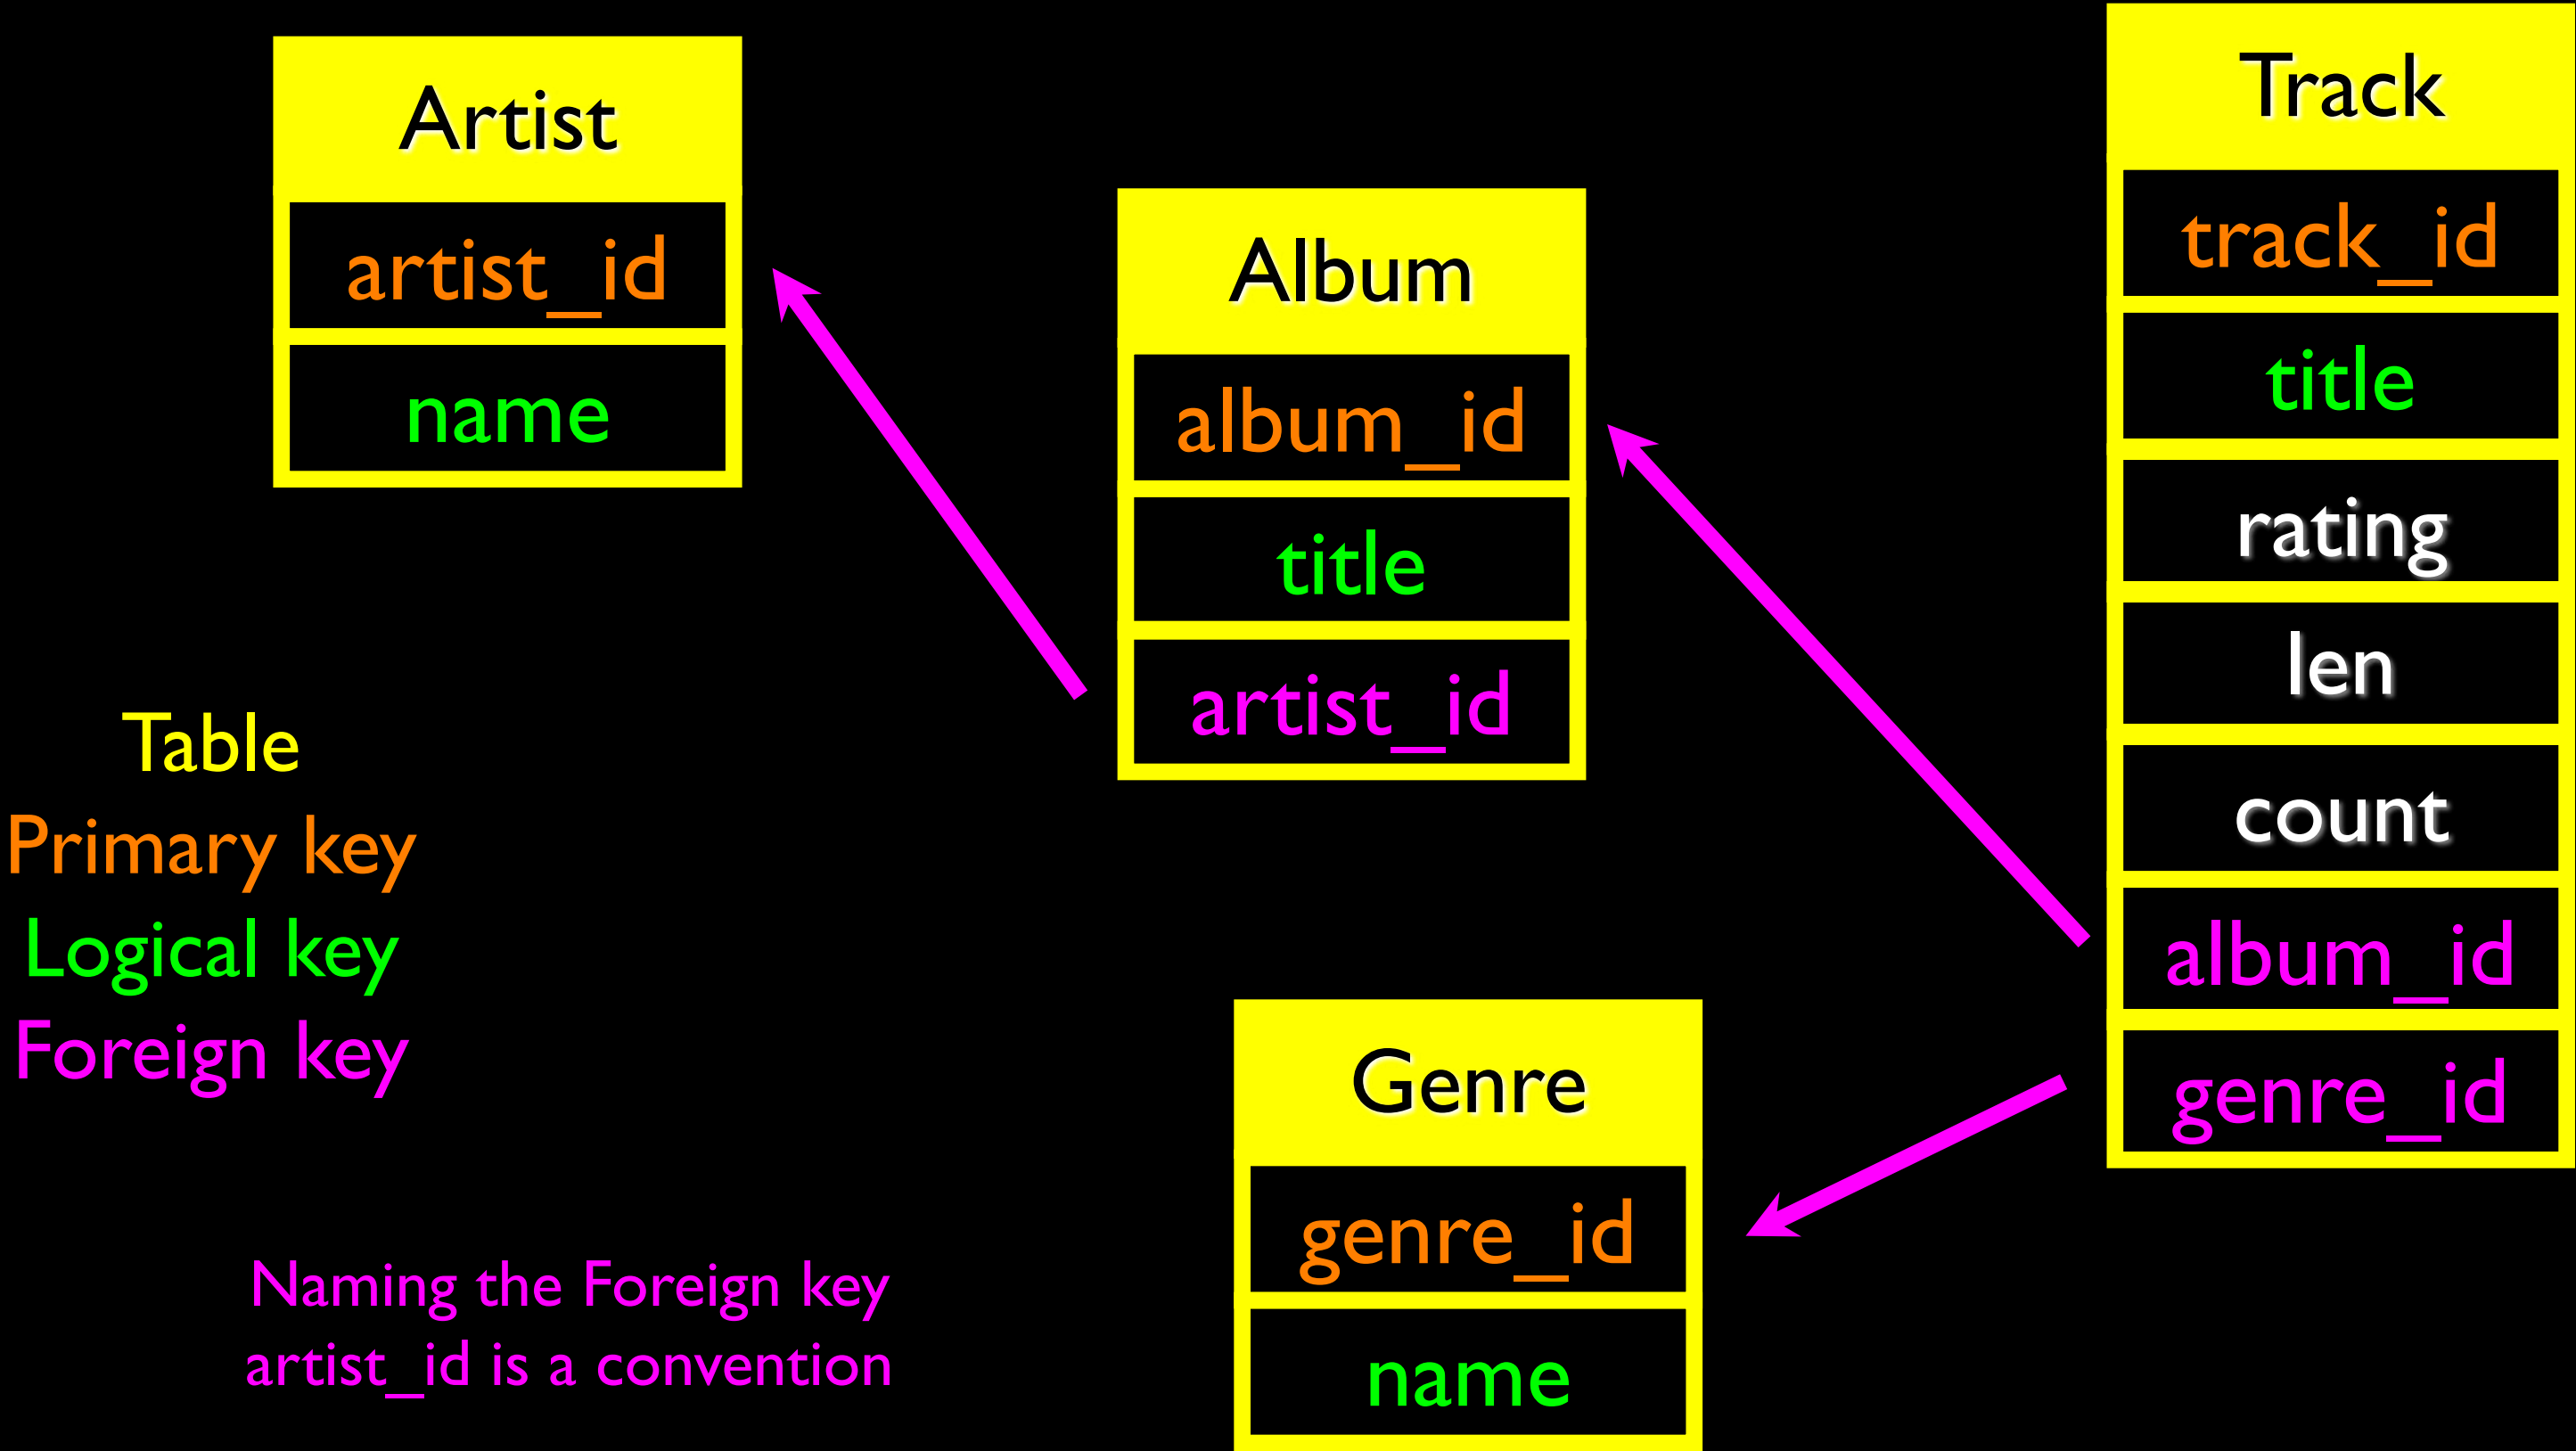 Artist
artist_id
name
Album
album_id
title
artist_id
Track
track_id
title
rating
len
count
album_id
genre_id
Table
Primary key
Logical key
Foreign key
Genre
genre_id
name
Naming the Foreign key
artist_id is a convention